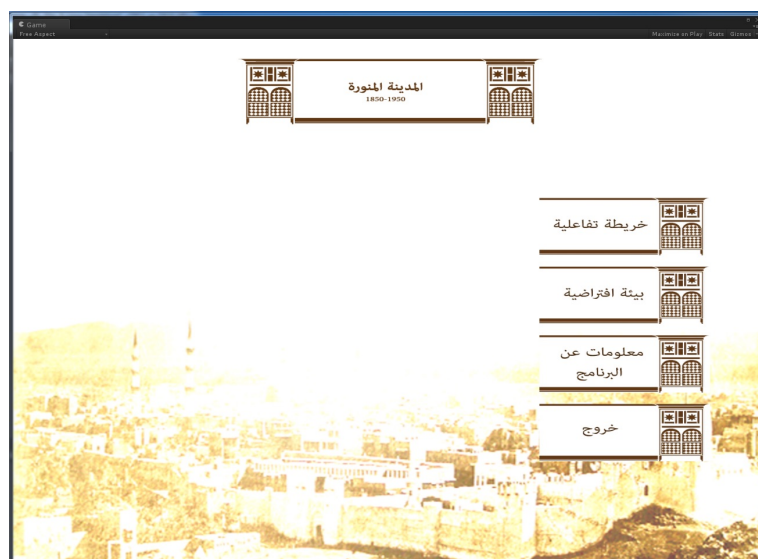 Game
Free Aspect
Maximize on Play Stats Gizmos
المدينة المنورة
1850-1950
خريطة تفاعلية
بيئة افتراضية
معلومات عن
البرنامج
خروج